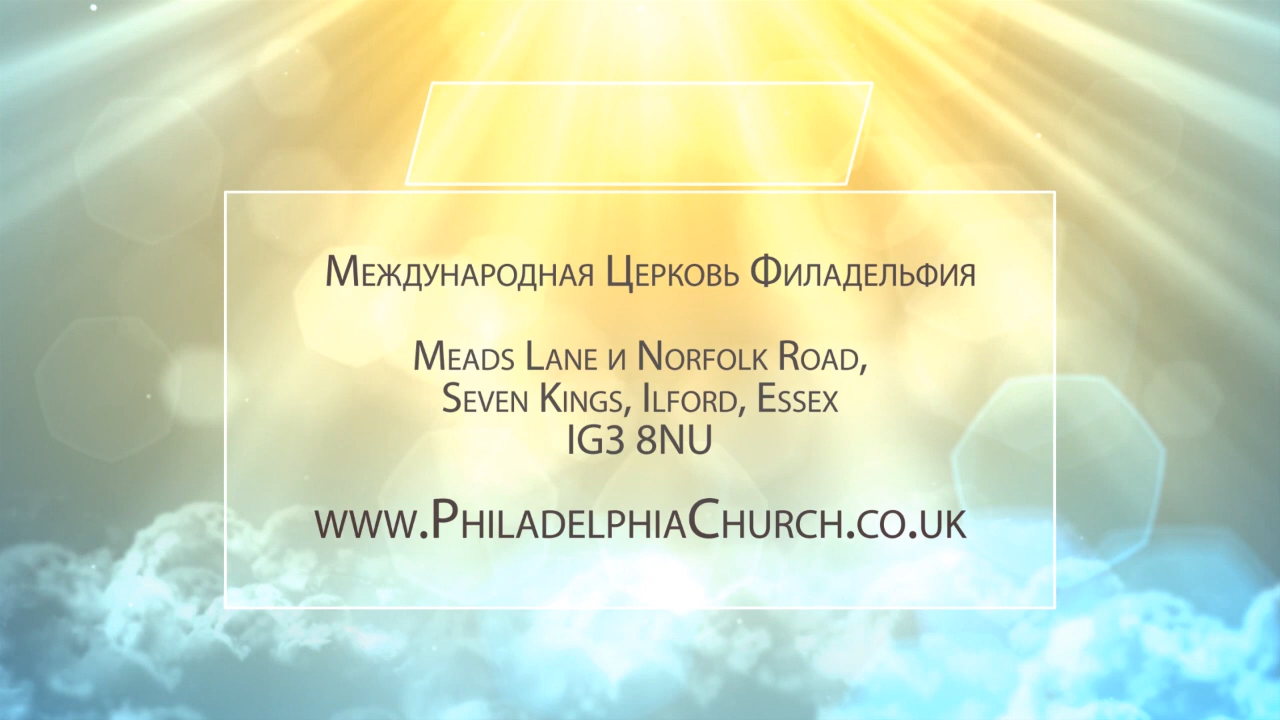 Международная Церковь Филадельфия
Meads Lane и Norfolk Road,
Seven Kings, Ilford, Essex
IG3 8NU
www.PhiladelphiaChurch.co.uk